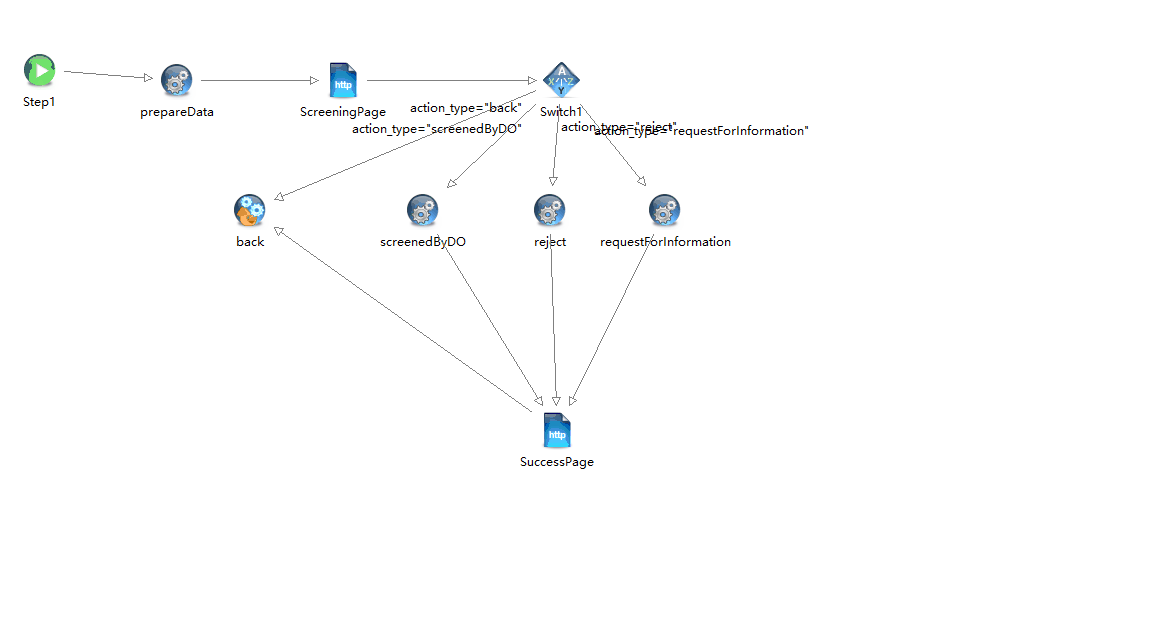 Step1
prepareData
http
ScreeningPage
A
X
Z
Y
Switch1
action_type="back"
action_type="screenedByDO"
action_type="reject"
action_type="requestForInformation"
back
screenedByDO
reject
requestForInformation
http
SuccessPage